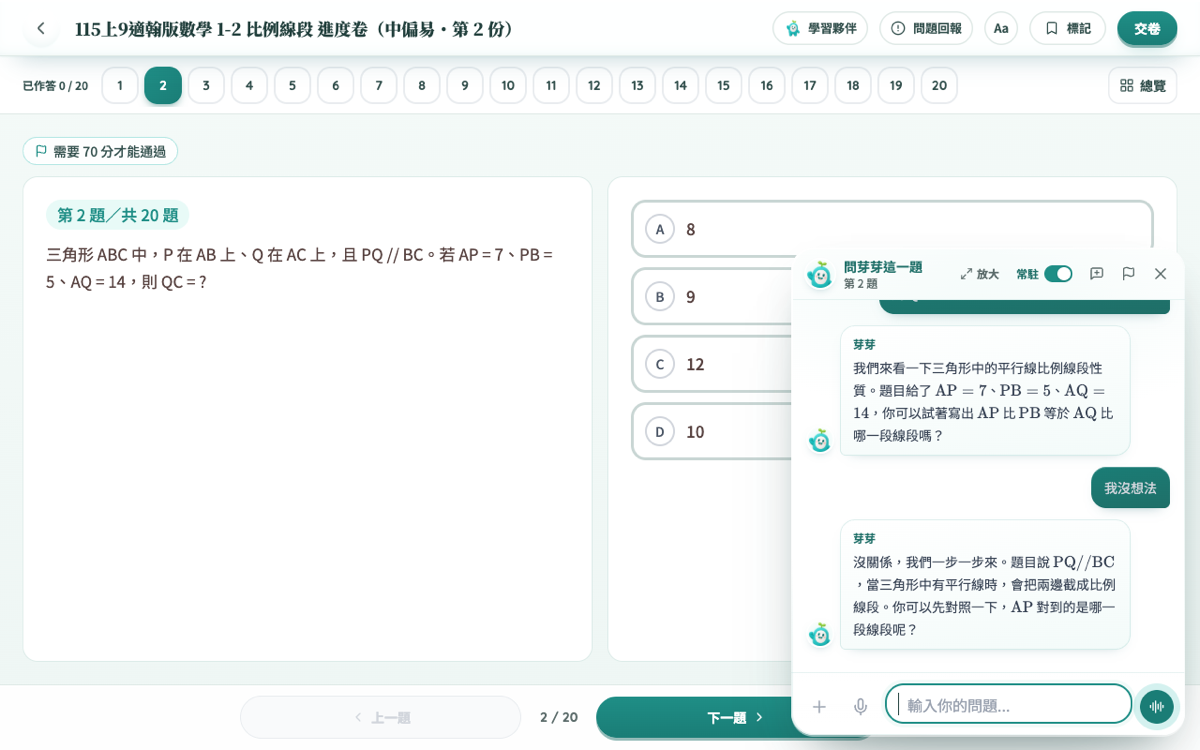 115上9適翰版數學 1-2 比例線段 進度卷（中偏易・第 2 份）
學習夥伴
問題回報
Aa
標記
交卷
已作答 0 / 20
1 2 3 4 5 6 7 8 9 10 11 12 13 14 15 16 17 18 19 20
總覽
需要 70 分才能通過
第 2 題／共 20 題
三角形 ABC 中，P 在 AB 上、Q 在 AC 上，且 PQ // BC。若 AP = 7、PB =
5、AQ = 14，則 QC = ?
A 8
B 9
C 12
D 10
問芽芽這一題
第 2 題
放大
常駐
芽芽
我們來看一下三角形中的平行線比例線段性
質。題目給了 AP = 7、PB = 5、AQ =
14，你可以試著寫出 AP 比 PB 等於 AQ 比
哪一段線段嗎？
我沒想法
芽芽
沒關係，我們一步一步來。題目說 PQ//BC
，當三角形中有平行線時，會把兩邊截成比例
線段。你可以先對照一下，AP 對到的是哪一
段線段呢？
輸入你的問題...
上一題
2 / 20
下一題